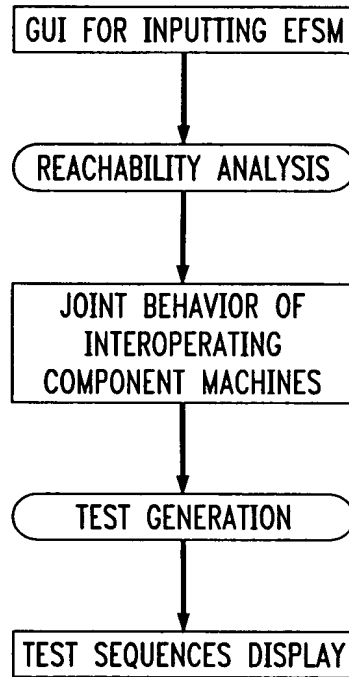 GUI FOR INPUTTING EFSM
REACHABILITY ANALYSIS
JOINT BEHAVIOR OF
INTEROPERATING
COMPONENT MACHINES
TEST GENERATION
TEST SEQUENCES DISPLAY